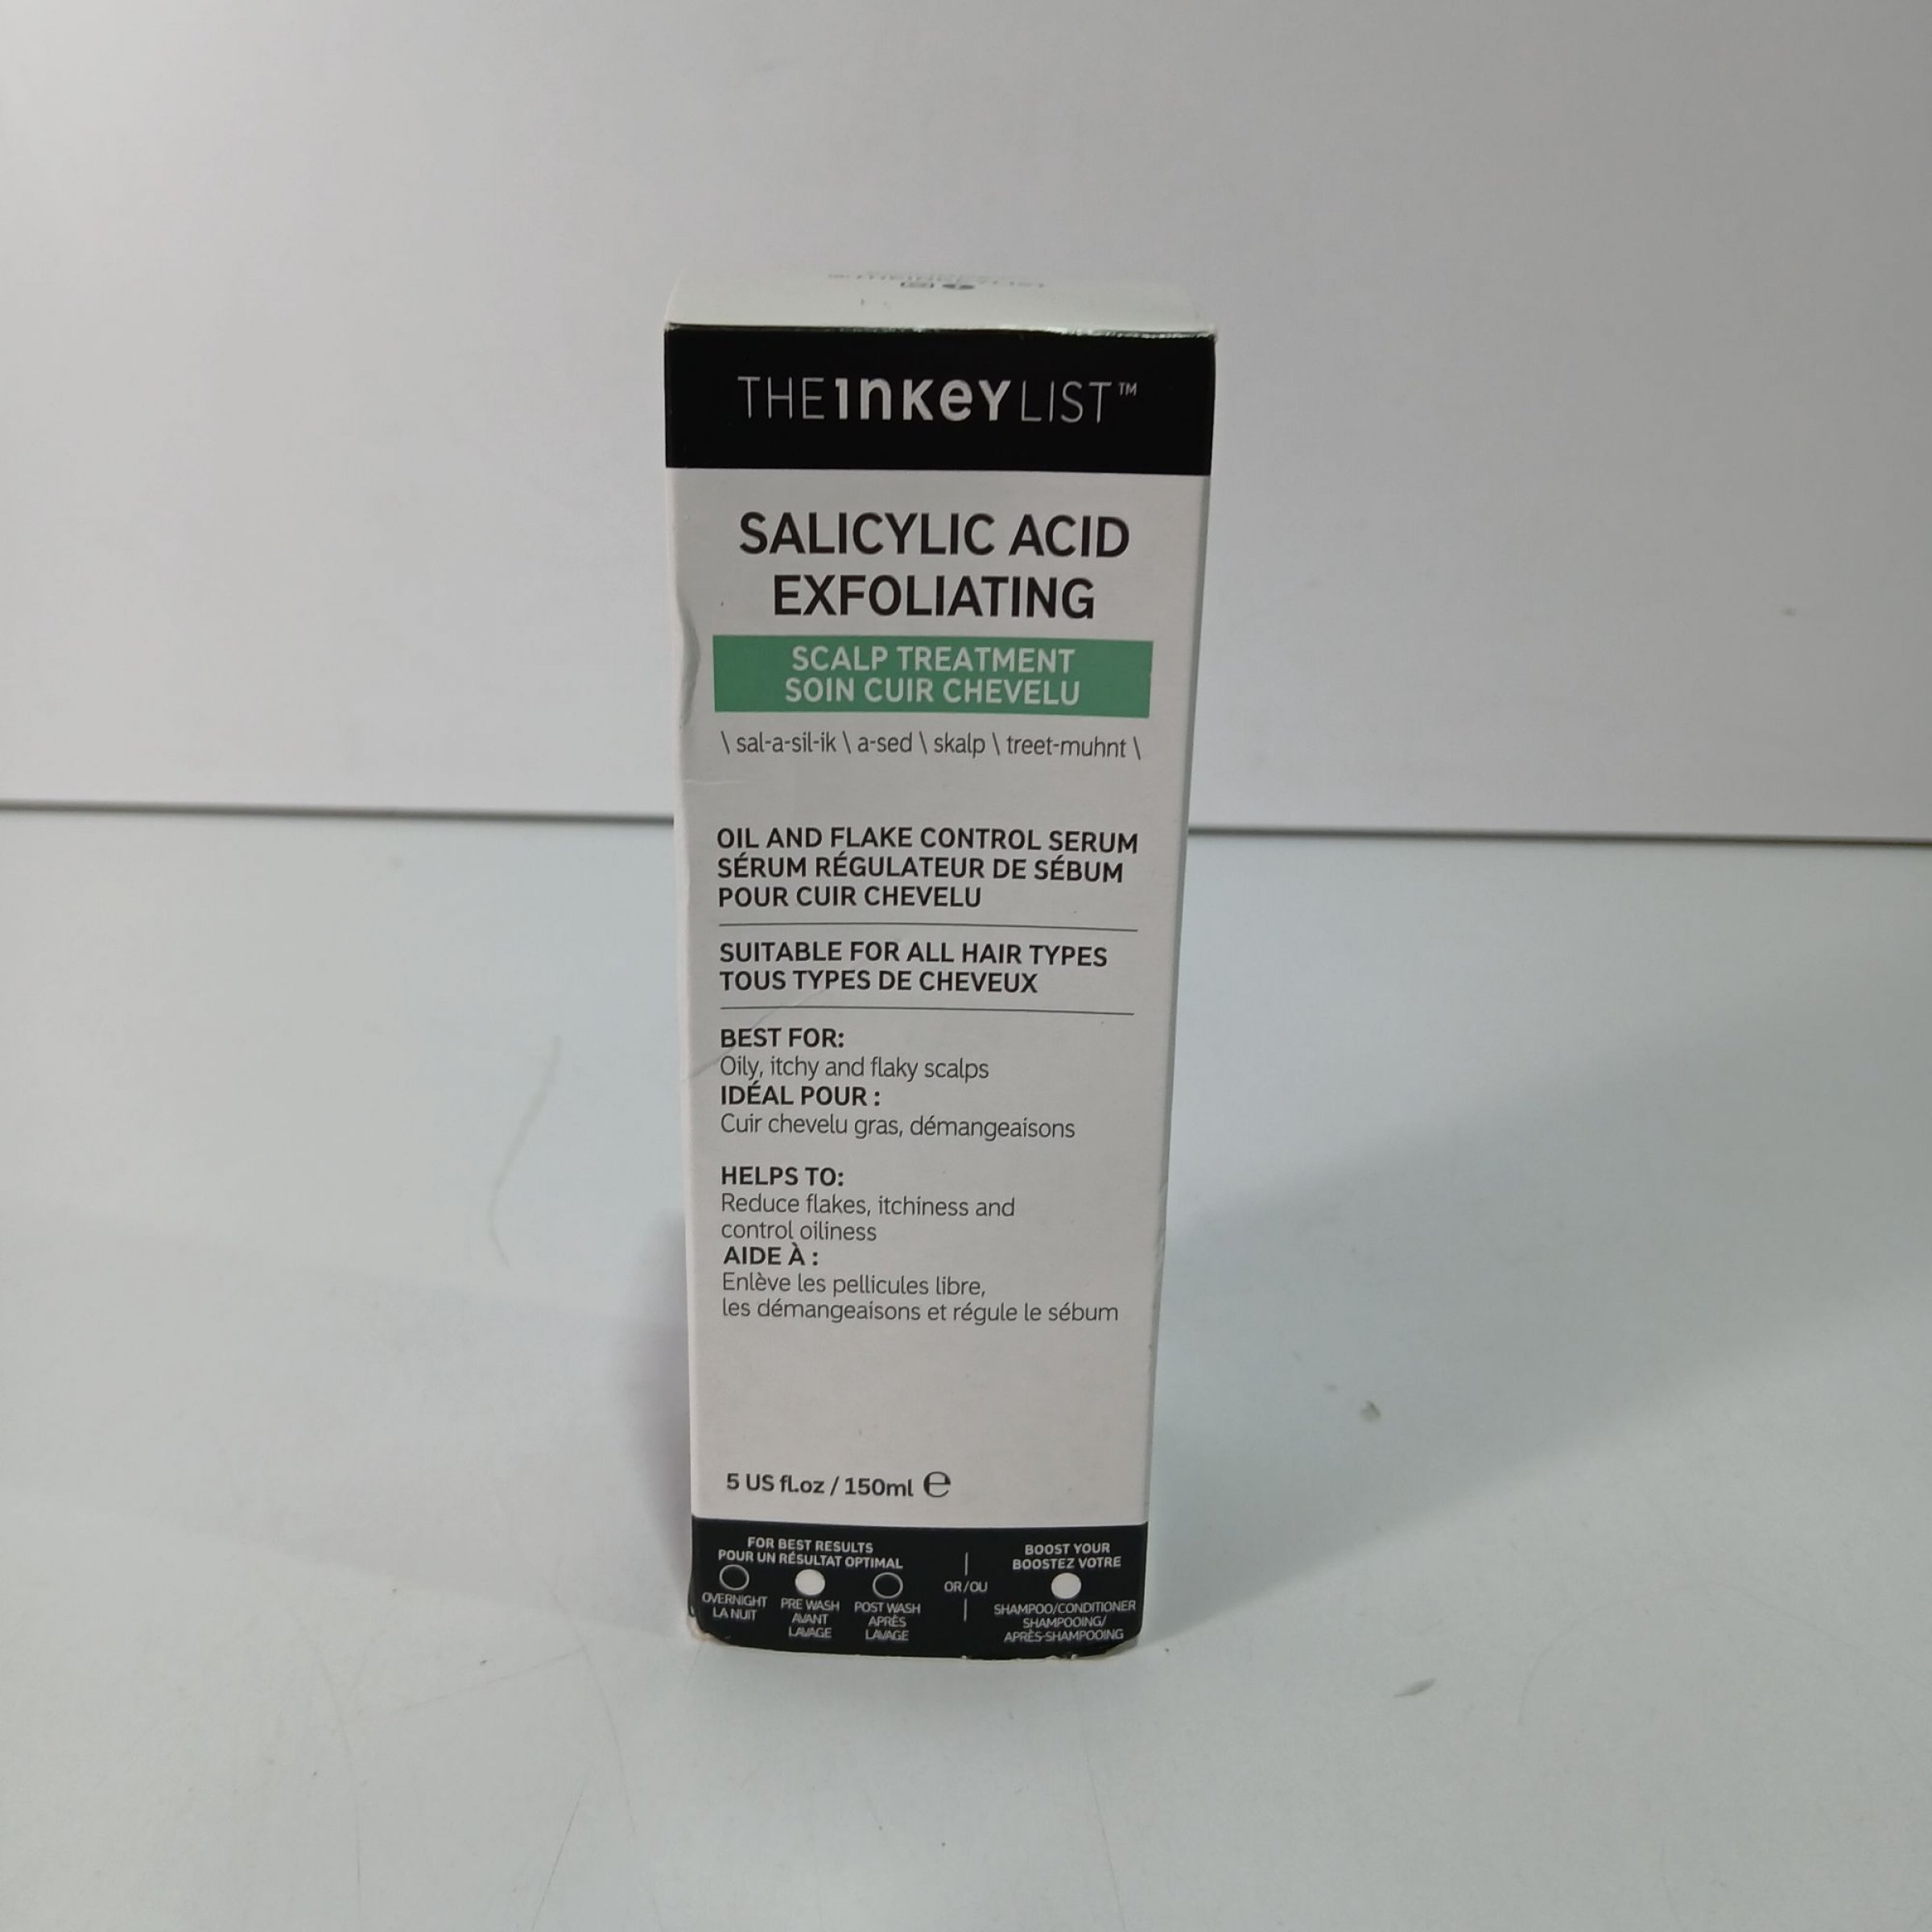 THE INKEY LIST™
SALICYLIC ACID
EXFOLIATING
SCALP TREATMENT
SOIN CUIR CHEVELU
\ sal-a-sil-ik \ a-sed \ skalp \ treet-muhnt \
OIL AND FLAKE CONTROL SERUM
SÉRUM RÉGULATEUR DE SÉBUM
POUR CUIR CHEVELU
SUITABLE FOR ALL HAIR TYPES
TOUS TYPES DE CHEVEUX
BEST FOR:
Oily, itchy and flaky scalps
IDÉAL POUR :
Cuir chevelu gras, démangeaisons
HELPS TO:
Reduce flakes, itchiness and
control oiliness
AIDE À :
Enlève les pellicules libre,
les démangeaisons et régule le sébum
5 US fl.oz / 150ml ℮
FOR BEST RESULTS
POUR UN RÉSULTAT OPTIMAL
OVERNIGHT
LA NUIT
PRE WASH
AVANT
LAVAGE
POST WASH
APRÈS
LAVAGE
OR/OU
BOOST YOUR
BOOSTEZ VOTRE
SHAMPOO/CONDITIONER
SHAMPOOING/
APRÈS-SHAMPOOING